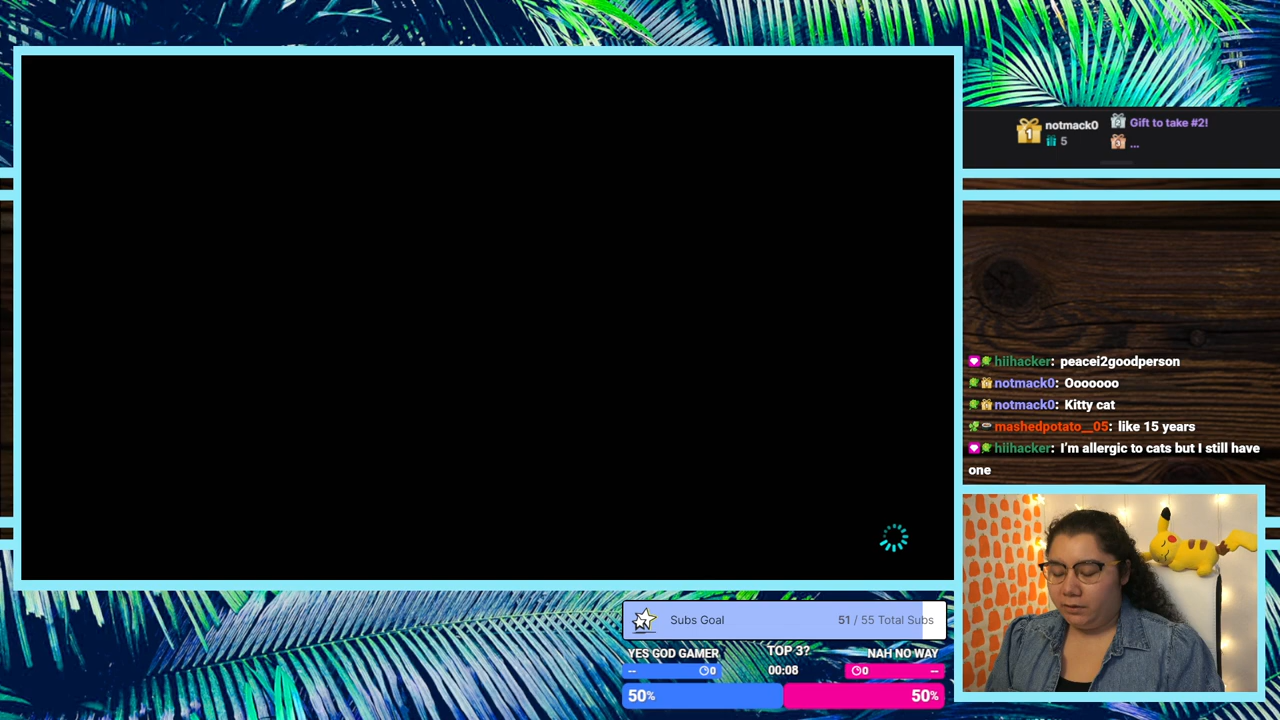 notmack0
5
Gift to take #2!
...
hiihacker: peacei2goodperson
notmack0: Ooooooo
notmack0: Kitty cat
mashedpotato__05: like 15 years
hiihacker: I'm allergic to cats but I still have
one
Subs Goal
51 / 55 Total Subs
YES GOD GAMER
TOP 3?
NAH NO WAY
--
0
00:08
0
--
50%
50%